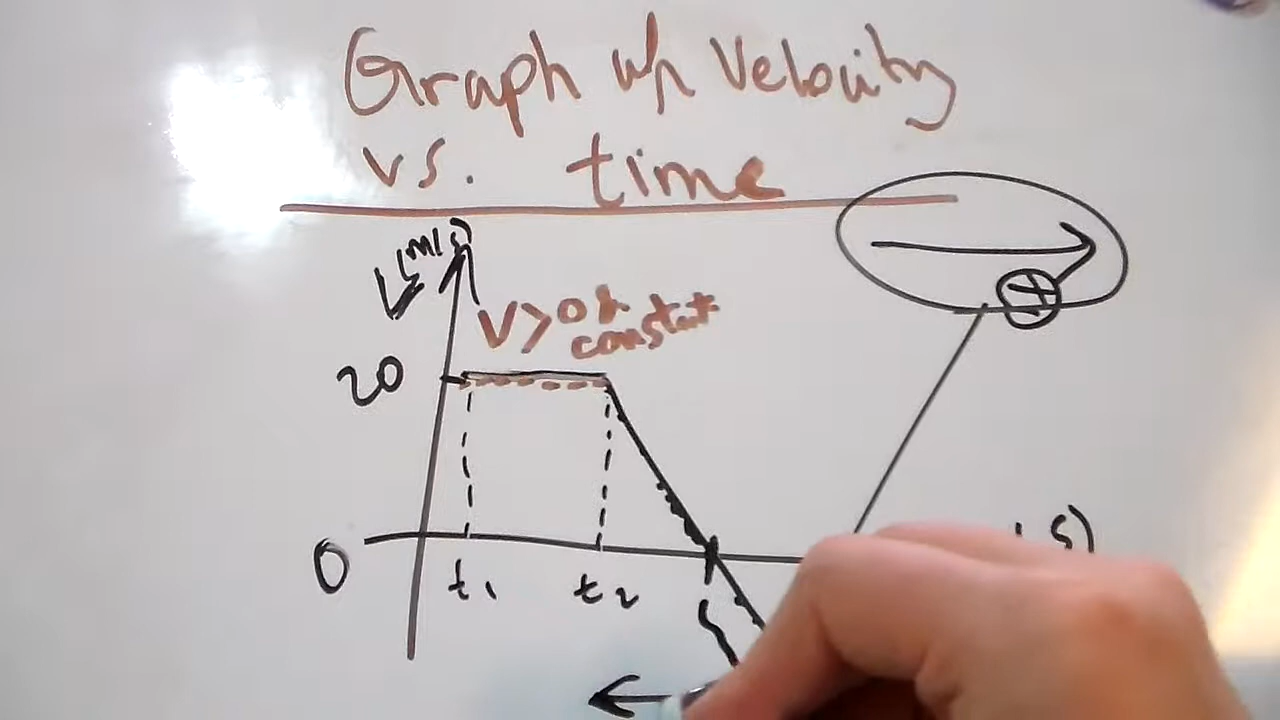 Graph w/ Velocity
vs. time
V (m/s)
V > 0 &
constant
20
0
t1
t2
s)